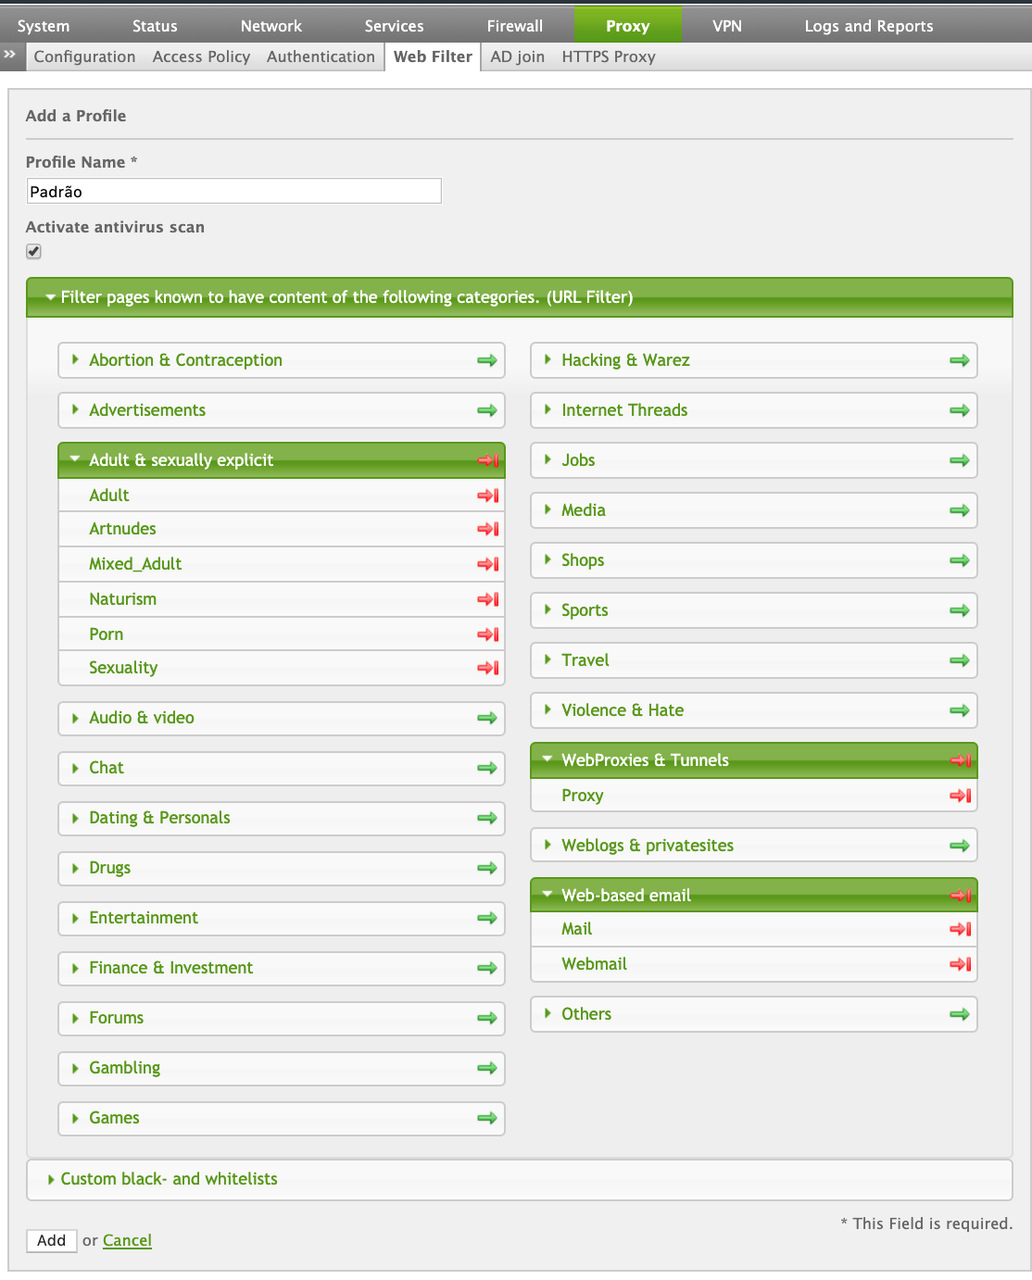 System Status Network Services Firewall Proxy VPN Logs and Reports
» Configuration Access Policy Authentication Web Filter AD join HTTPS Proxy
Add a Profile
Profile Name *
Padrão
Activate antivirus scan
Filter pages known to have content of the following categories. (URL Filter)
Abortion & Contraception
Advertisements
Adult & sexually explicit
Adult
Artnudes
Mixed_Adult
Naturism
Porn
Sexuality
Audio & video
Chat
Dating & Personals
Drugs
Entertainment
Finance & Investment
Forums
Gambling
Games
Hacking & Warez
Internet Threads
Jobs
Media
Shops
Sports
Travel
Violence & Hate
WebProxies & Tunnels
Proxy
Weblogs & privatesites
Web-based email
Mail
Webmail
Others
Custom black- and whitelists
* This Field is required.
Add or Cancel